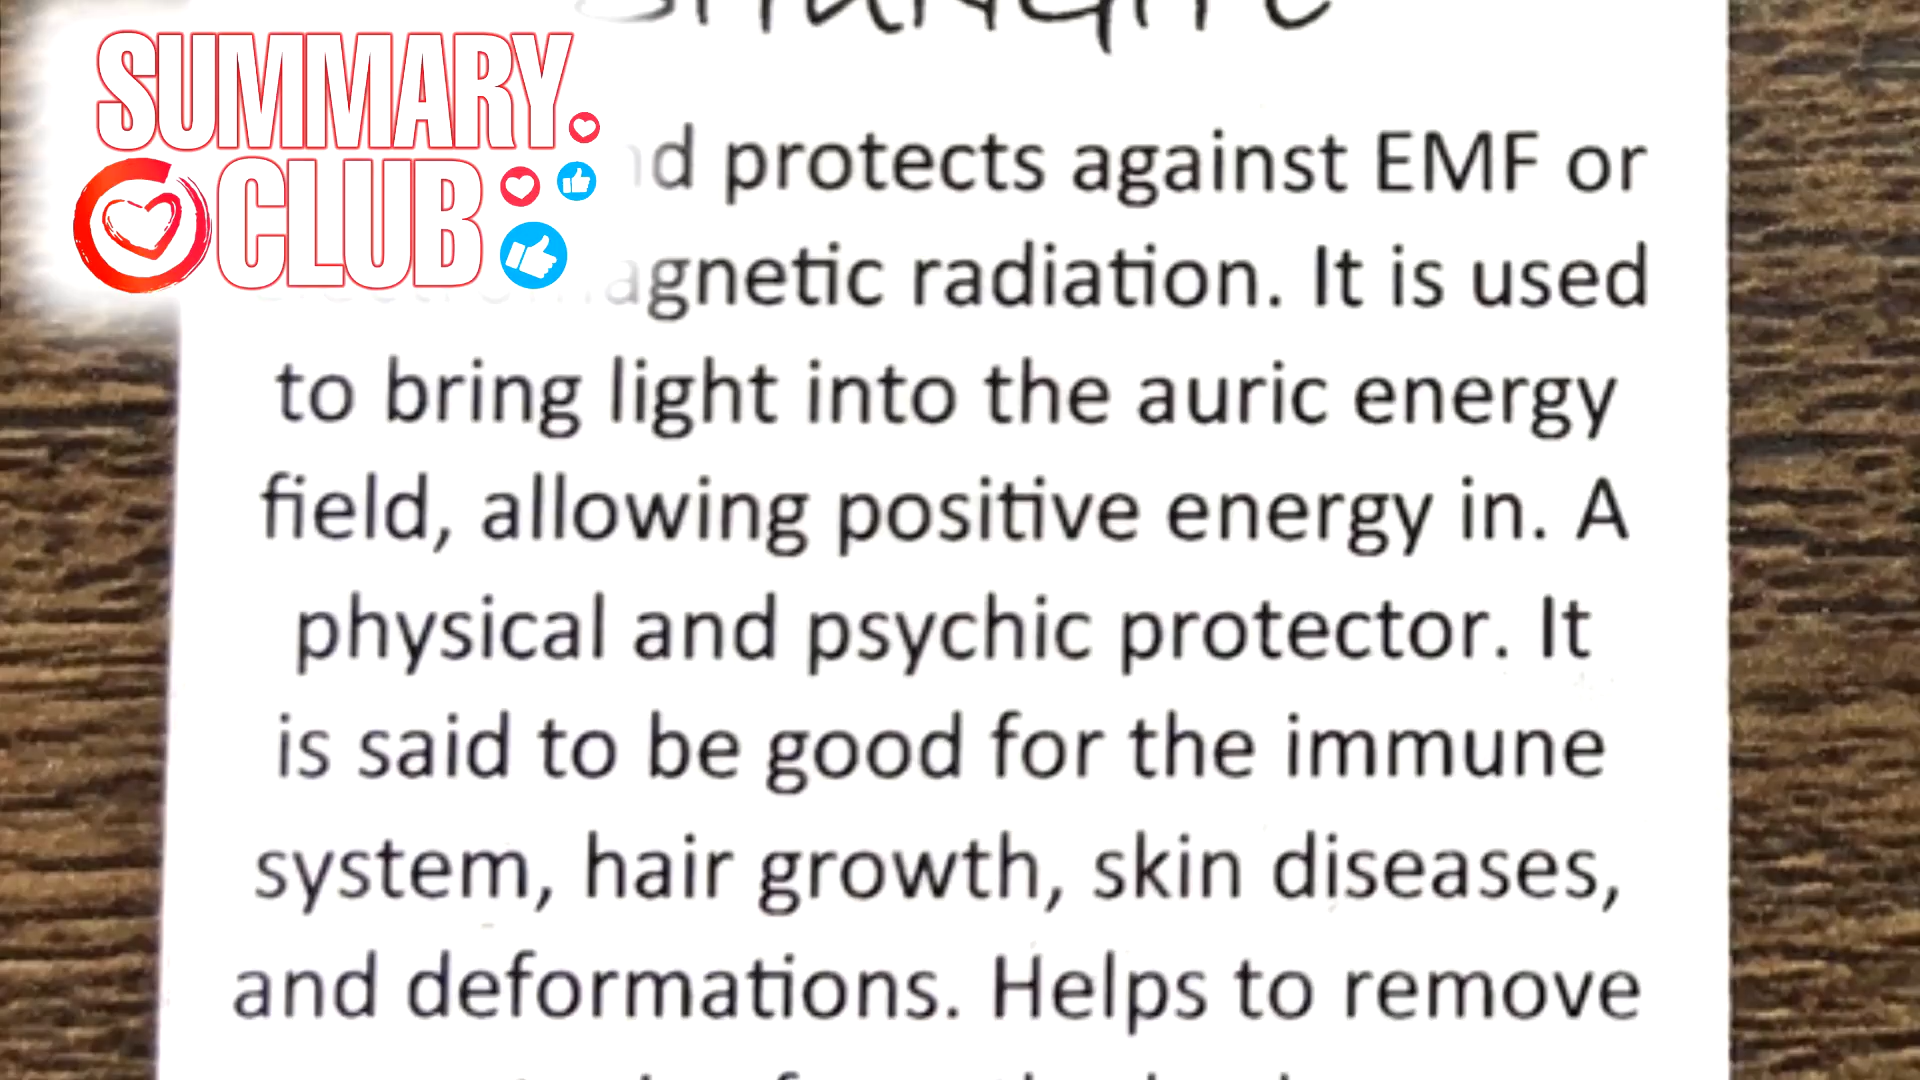 SUMMARY
CLUB
protects against EMF or
radiation. It is used
to bring light into the auric energy
field, allowing positive energy in. A
physical and psychic protector. It
is said to be good for the immune
system, hair growth, skin diseases,
and deformations. Helps to remove